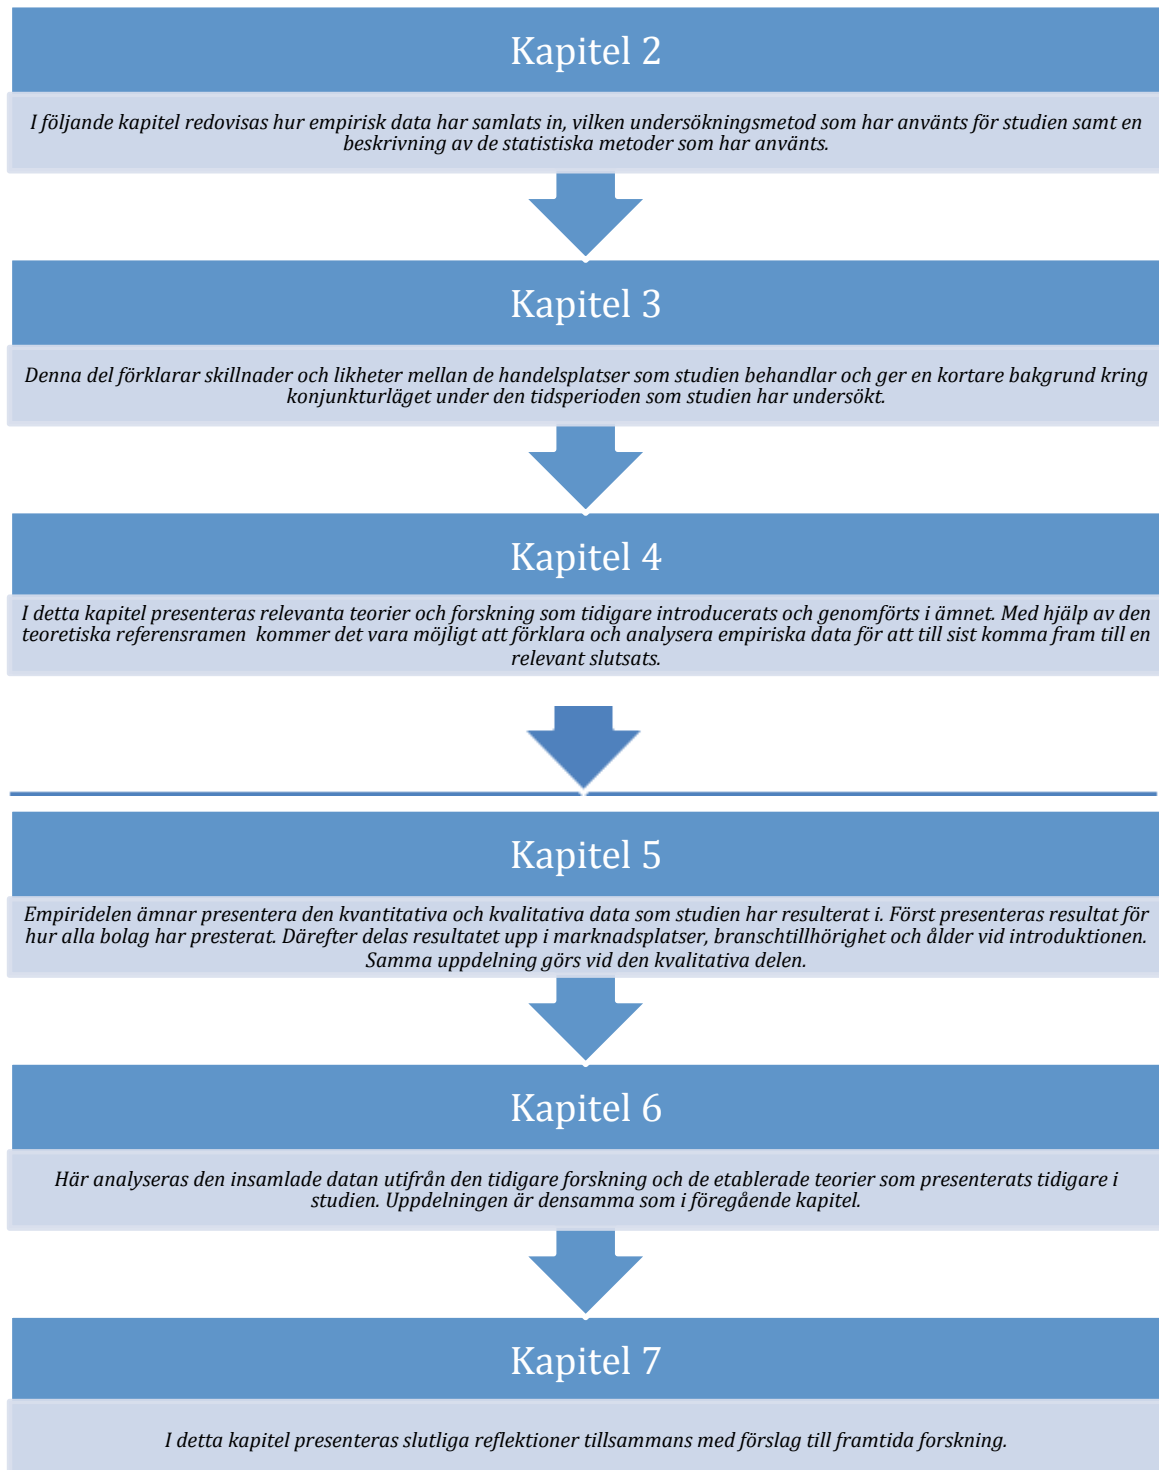 Kapitel 2
I följande kapitel redovisas hur empirisk data har samlats in, vilken undersökningsmetod som har använts för studien samt en
beskrivning av de statistiska metoder som har använts.
Kapitel 3
Denna del förklarar skillnader och likheter mellan de handelsplatser som studien behandlar och ger en kortare bakgrund kring
konjunkturläget under den tidsperioden som studien har undersökt.
Kapitel 4
I detta kapitel presenteras relevanta teorier och forskning som tidigare introducerats och genomförts i ämnet. Med hjälp av den
teoretiska referensramen kommer det vara möjligt att förklara och analysera empiriska data för att till sist komma fram till en
relevant slutsats.
Kapitel 5
Empiridelen ämnar presentera den kvantitativa och kvalitativa data som studien har resulterat i. Först presenteras resultat för
hur alla bolag har presterat. Därefter delas resultatet upp i marknadsplatser, branschtillhörighet och ålder vid introduktionen.
Samma uppdelning görs vid den kvalitativa delen.
Kapitel 6
Här analyseras den insamlade datan utifrån den tidigare forskning och de etablerade teorier som presenterats tidigare i
studien. Uppdelningen är densamma som i föregående kapitel.
Kapitel 7
I detta kapitel presenteras slutliga reflektioner tillsammans med förslag till framtida forskning.